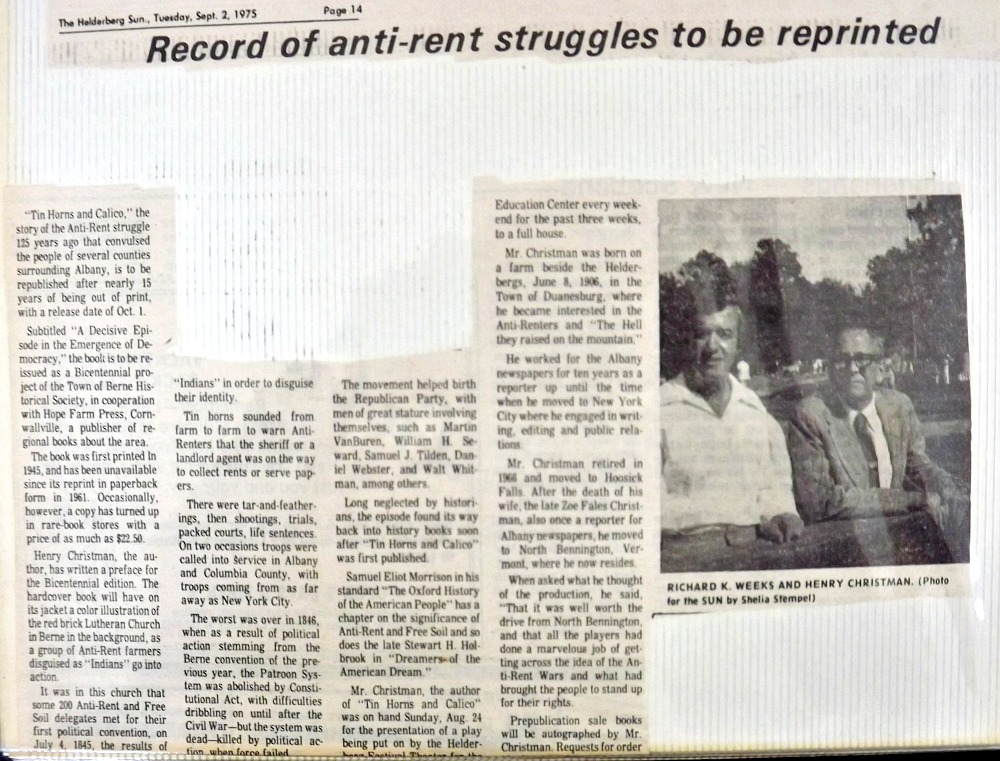 The Helderberg Sun., Tuesday, Sept. 2, 1975 Page 14
Record of anti-rent struggles to be reprinted
"Tin Horns and Calico," the
story of the Anti-Rent struggle
125 years ago that convulsed
the people of several counties
surrounding Albany, is to be
republished after nearly 15
years of being out of print,
with a release date of Oct. 1.
Subtitled "A Decisive Epi-
sode in the Emergence of De-
mocracy," the book is to be re-
issued as a Bicentennial pro-
ject of the Town of Berne His-
torical Society, in cooperation
with Hope Farm Press, Corn-
wallville, a publisher of re-
gional books about the area.
The book was first printed In
1945, and has been unavailable
since its reprint in paperback
form in 1961. Occasionally,
however, a copy has turned up
in rare-book stores with a
price of as much as $22.50.
Henry Christman, the au-
thor, has written a preface for
the Bicentennial edition. The
hardcover book will have on
its jacket a color illustration of
the red brick Lutheran Church
in Berne in the background, as
a group of Anti-Rent farmers
disguised as "Indians" go into
action.
It was in this church that
some 200 Anti-Rent and Free
Soil delegates met for their
first political convention, on
July 4, 1845, the results of
"Indians" in order to disguise
their identity.
Tin horns sounded from
farm to farm to warn Anti-
Renters that the sheriff or a
landlord agent was on the way
to collect rents or serve pap-
ers.
There were tar-and-feather-
ings, then shootings, trials,
packed courts, life sentences.
On two occasions troops were
called into service in Albany
and Columbia County, with
troops coming from as far
away as New York City.
The worst was over in 1846,
when as a result of political
action stemming from the
Berne convention of the pre-
vious year, the Patroon Sys-
tem was abolished by Consti-
tutional Act, with difficulties
dribbling on until after the
Civil War—but the system was
dead—killed by political ac-
tion when force failed
The movement helped birth
the Republican Party, with
men of great stature involving
themselves, such as Martin
VanBuren, William H. Se-
ward, Samuel J. Tilden, Dan-
iel Webster, and Walt Whit-
man, among others.
Long neglected by histori-
ans, the episode found its way
back into history books soon
after "Tin Horns and Calico"
was first published.
Samuel Eliot Morrison in his
standard "The Oxford History
of the American People" has a
chapter on the significance of
Anti-Rent and Free Soil and so
does the late Stewart H. Hol-
brook in "Dreamers of the
American Dream."
Mr. Christman, the author
of "Tin Horns and Calico"
was on hand Sunday, Aug. 24
for the presentation of a play
being put on by the Helder-
berg Festival Theater for the
Education Center every week-
end for the past three weeks,
to a full house.
Mr. Christman was born on
a farm beside the Helder-
bergs, June 8, 1906, in the
Town of Duanesburg, where
he became interested in the
Anti-Renters and "The Hell
they raised on the mountain."
He worked for the Albany
newspapers for ten years as a
reporter up until the time
when he moved to New York
City where he engaged in writ-
ing, editing and public rela-
tions.
Mr. Christman retired in
1966 and moved to Hoosick
Falls. After the death of his
wife, the late Zoe Fales Christ-
man, also once a reporter for
Albany newspapers, he moved
to North Bennington, Ver-
mont, where he now resides.
When asked what he thought
of the production, he said,
"That it was well worth the
drive from North Bennington,
and that all the players had
done a marvelous job of get-
ting across the idea of the An-
ti-Rent Wars and what had
brought the people to stand up
for their rights.
Prepublication sale books
will be autographed by Mr.
Christman. Requests for order
RICHARD K. WEEKS AND HENRY CHRISTMAN. (Photo
for the SUN by Shelia Stempel)